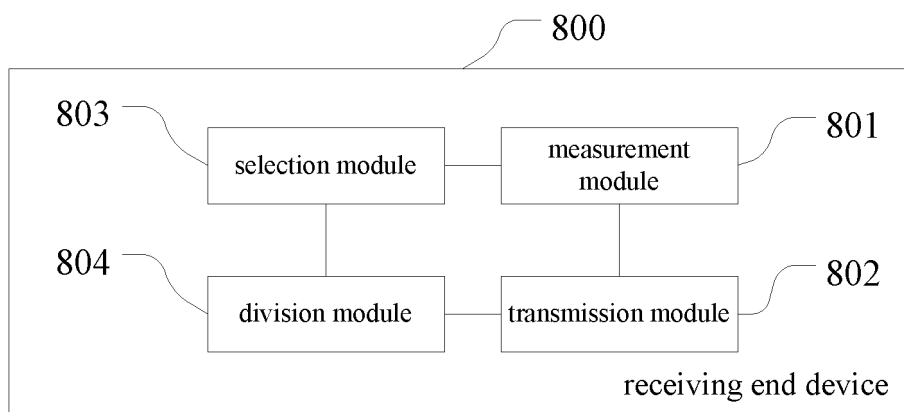 800
803
selection module
measurement
module
801
804
division module
transmission module
802
receiving end device